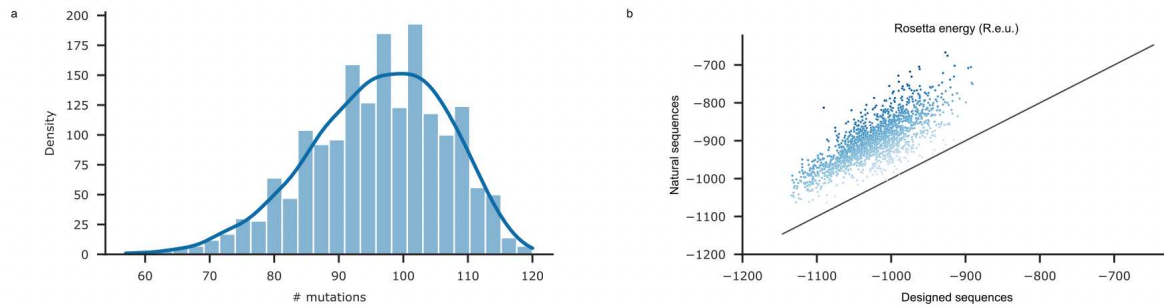 a
200
175
150
125
100
75
50
25
0
Density
60 70 80 90 100 110 120
# mutations
b
Rosetta energy (R.e.u.)
−700
−800
−900
−1000
−1100
−1200
Natural sequences
−1200 −1100 −1000 −900 −800 −700
Designed sequences